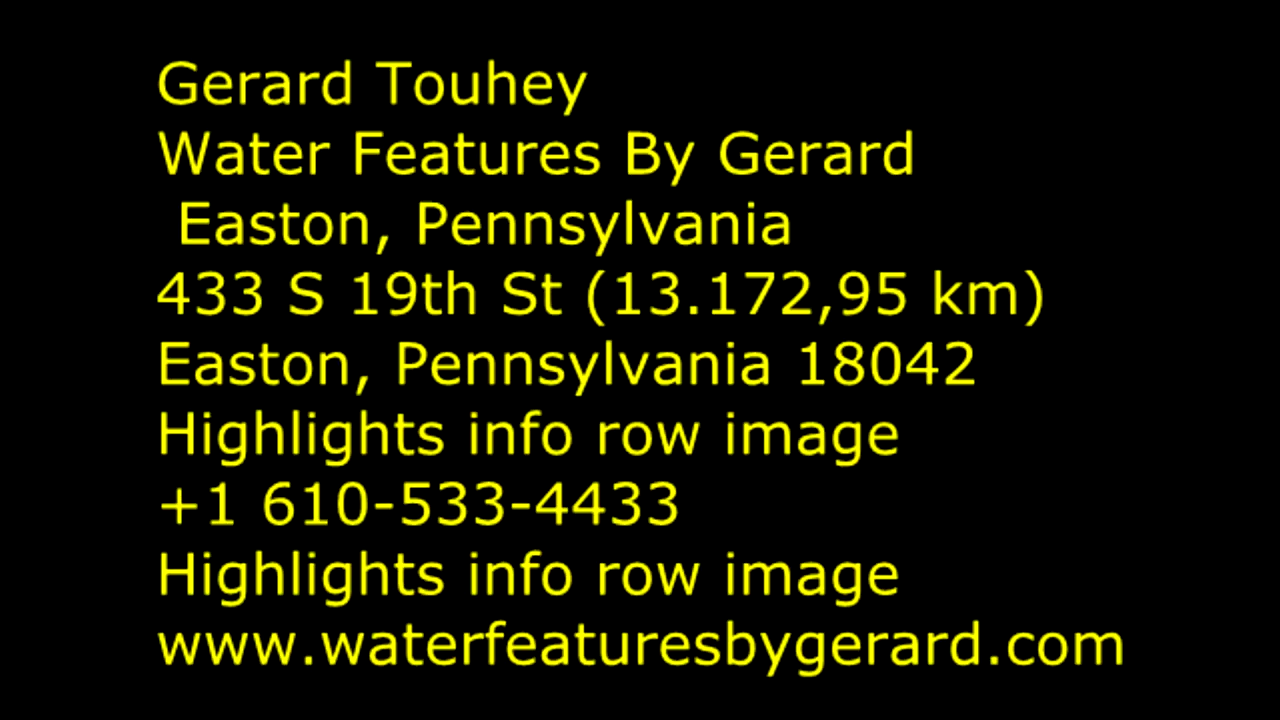 Gerard Touhey
Water Features By Gerard
Easton, Pennsylvania
433 S 19th St (13.172,95 km)
Easton, Pennsylvania 18042
Highlights info row image
+1 610-533-4433
Highlights info row image
www.waterfeaturesbygerard.com